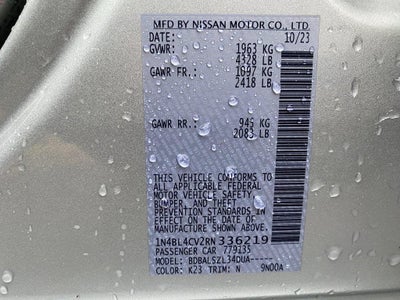 MFD BY NISSAN MOTOR CO., LTD.
DATE: 10/23
GVWR: 1963 KG
4328 LB
GAWR FR: 1097 KG
2418 LB
GAWR RR: 945 KG
2083 LB
THIS VEHICLE CONFORMS TO ALL
APPLICABLE FEDERAL
MOTOR VEHICLE SAFETY,
BUMPER, AND THEFT
PREVENTION STANDARDS
IN EFFECT ON THE DATE OF
MANUFACTURE SHOWN ABOVE.
1N4BL4CV2RN336219
PASSENGER CAR 779135
MODEL: BDBALSZL34DUA-----
COLOR: K23 TRIM: N 9N00A